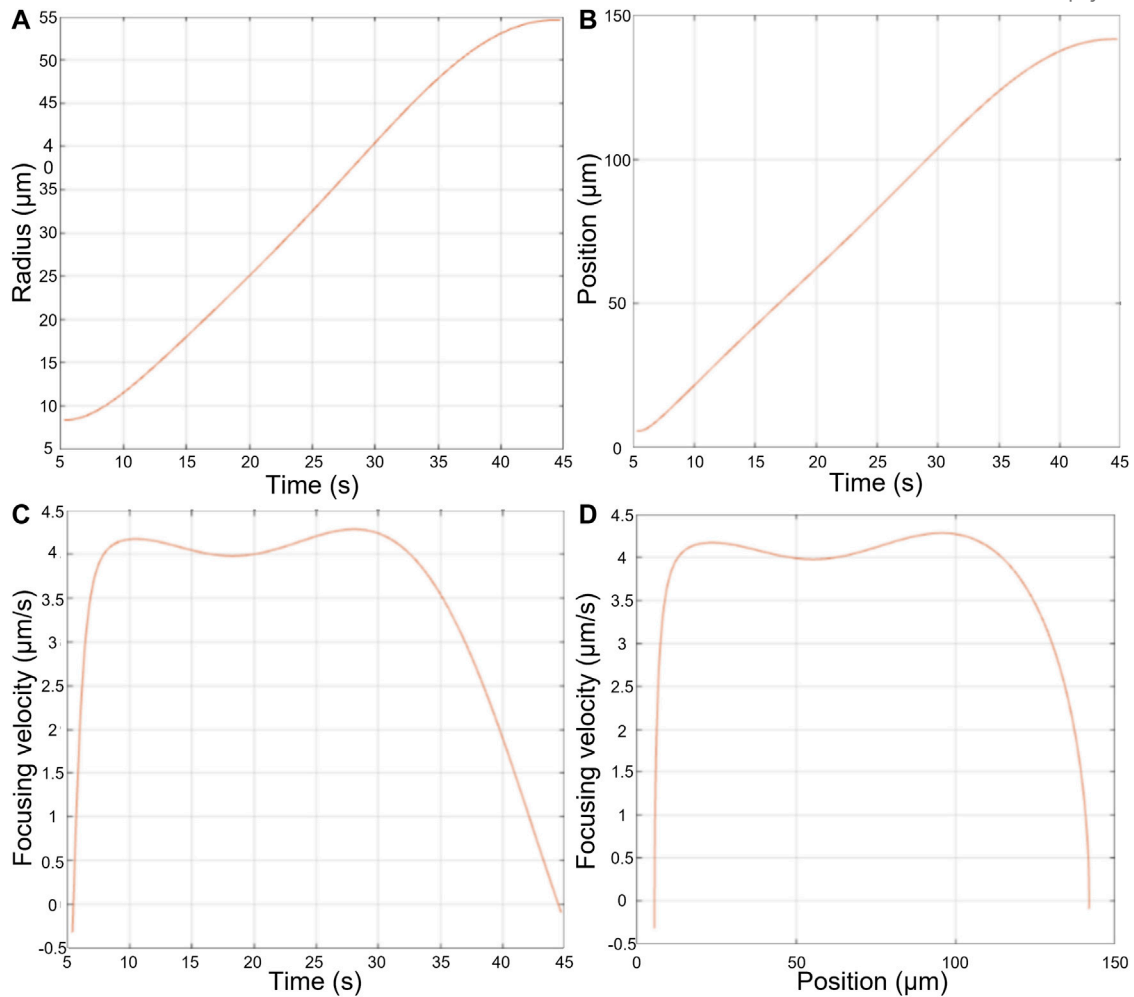 A
55
50
45
4
0
35
30
25
20
15
10
5
Radius (µm)
5 10 15 20 25 30 35 40 45
Time (s)
B
150
100
50
0
Position (µm)
5 10 15 20 25 30 35 40 45
Time (s)
C
4.5
4
3.5
3
2.5
2
1.5
1
0.5
0
-0.5
Focusing velocity (µm/s)
5 10 15 20 25 30 35 40 45
Time (s)
D
4.5
4
3.5
3
2.5
2
1.5
1
0.5
0
-0.5
Focusing velocity (µm/s)
0 50 100 150
Position (µm)